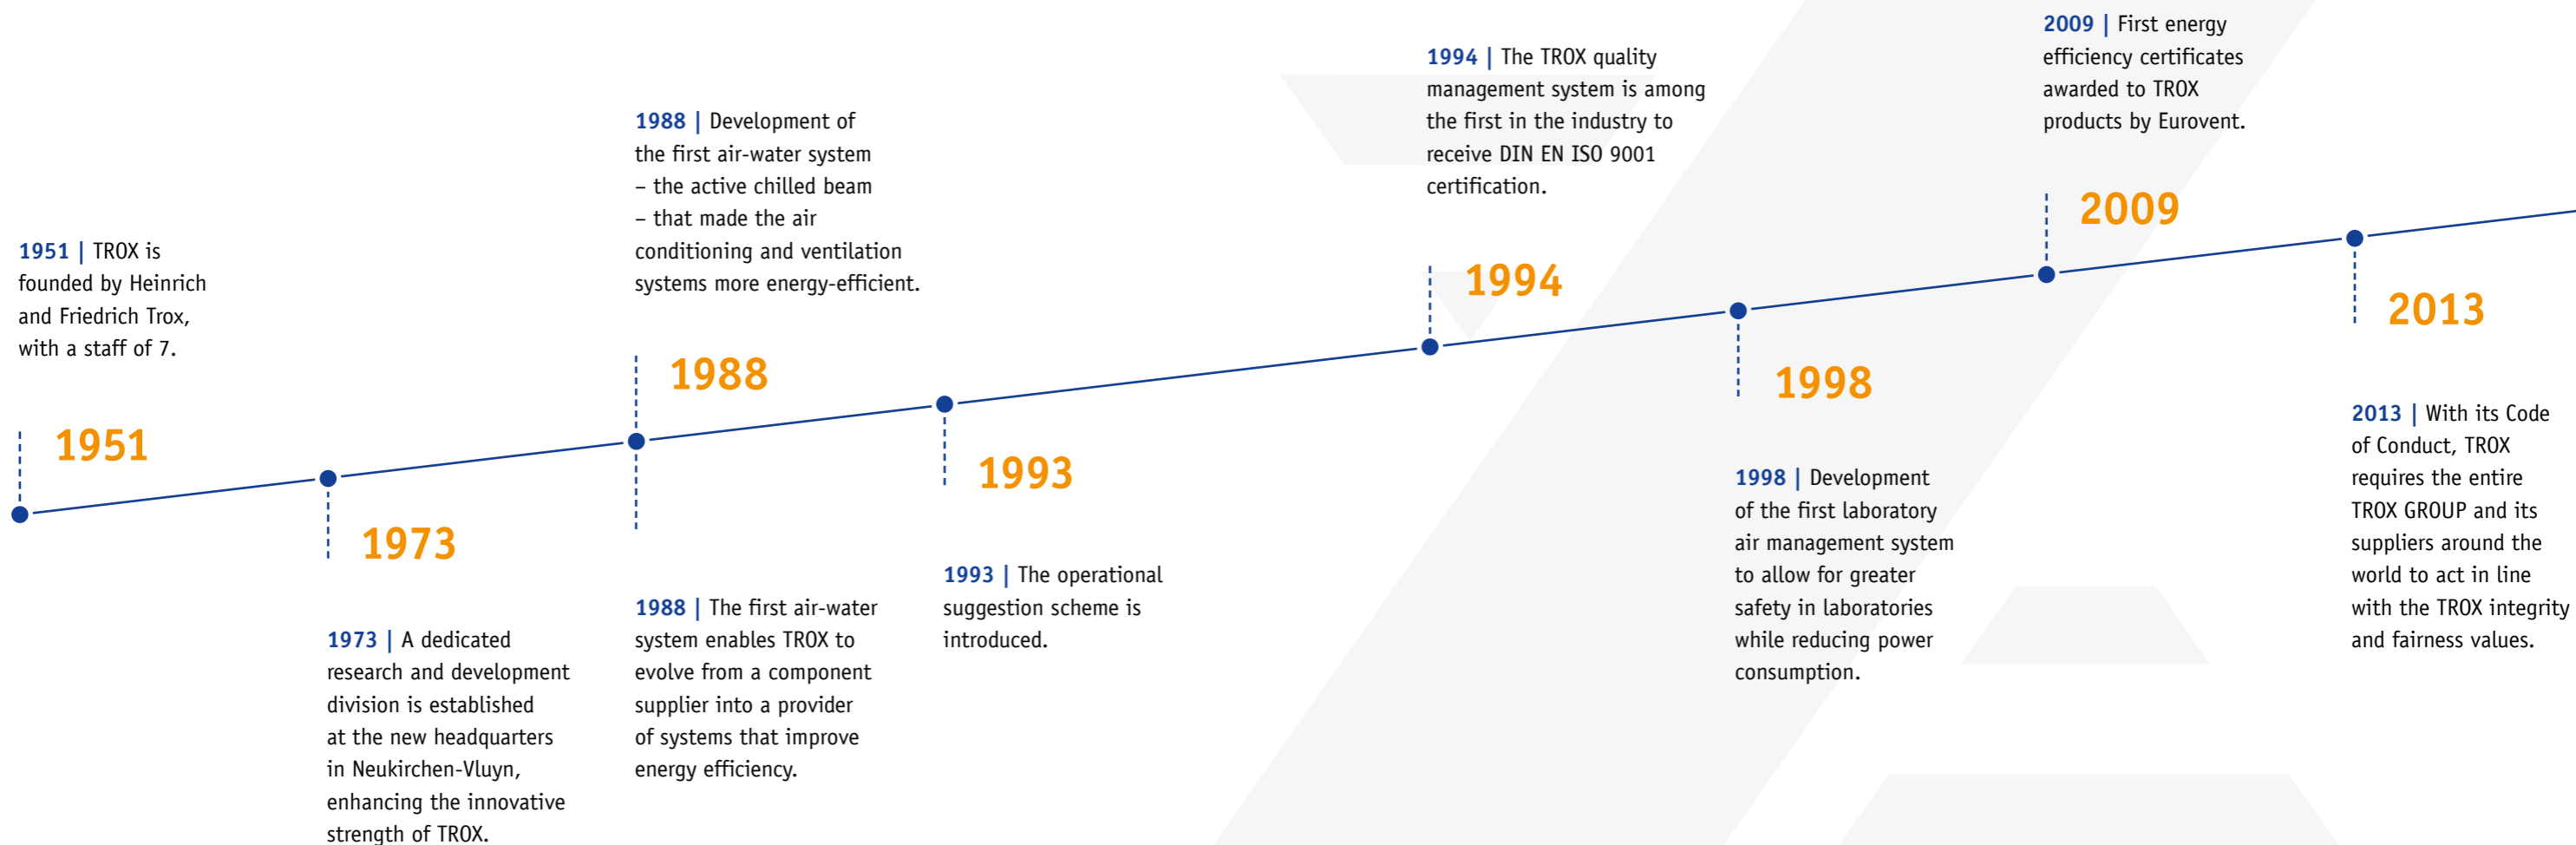 1951 | TROX is
founded by Heinrich
and Friedrich Trox,
with a staff of 7.
1951
1973
1973 | A dedicated
research and development
division is established
at the new headquarters
in Neukirchen-Vluyn,
enhancing the innovative
strength of TROX.
1988 | Development of
the first air-water system
– the active chilled beam
– that made the air
conditioning and ventilation
systems more energy-efficient.
1988
1988 | The first air-water
system enables TROX to
evolve from a component
supplier into a provider
of systems that improve
energy efficiency.
1993
1993 | The operational
suggestion scheme is
introduced.
1994 | The TROX quality
management system is among
the first in the industry to
receive DIN EN ISO 9001
certification.
1994
1998
1998 | Development
of the first laboratory
air management system
to allow for greater
safety in laboratories
while reducing power
consumption.
2009 | First energy
efficiency certificates
awarded to TROX
products by Eurovent.
2009
2013
2013 | With its Code
of Conduct, TROX
requires the entire
TROX GROUP and its
suppliers around the
world to act in line
with the TROX integrity
and fairness values.